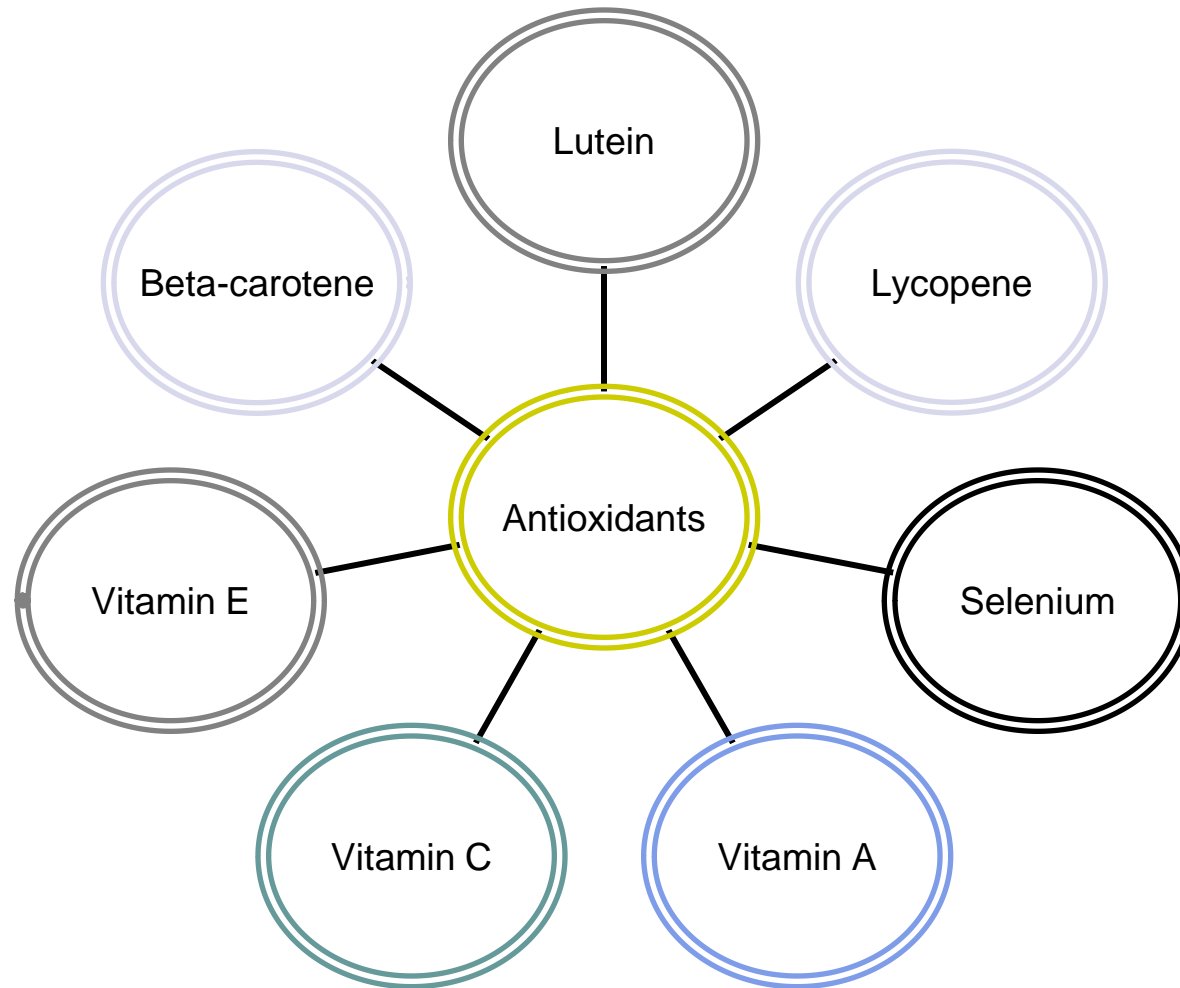 Lutein
Beta-carotene
Lycopene
Antioxidants
Vitamin E
Selenium
Vitamin C
Vitamin A